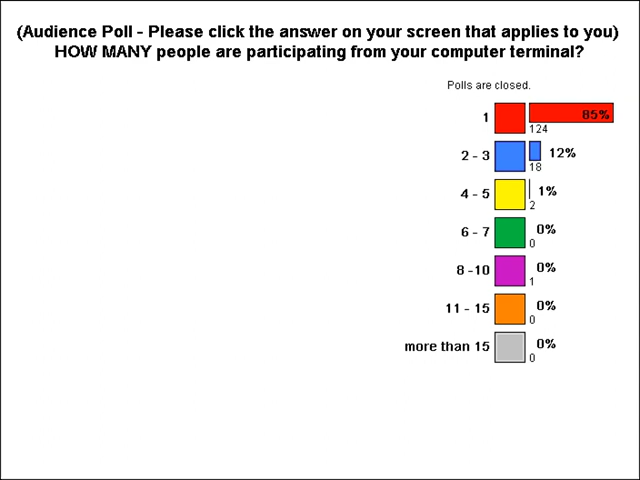 (Audience Poll - Please click the answer on your screen that applies to you)
HOW MANY people are participating from your computer terminal?
Polls are closed.
1 85%
124
2 - 3 12%
18
4 - 5 1%
2
6 - 7 0%
0
8 -10 0%
1
11 - 15 0%
0
more than 15 0%
0